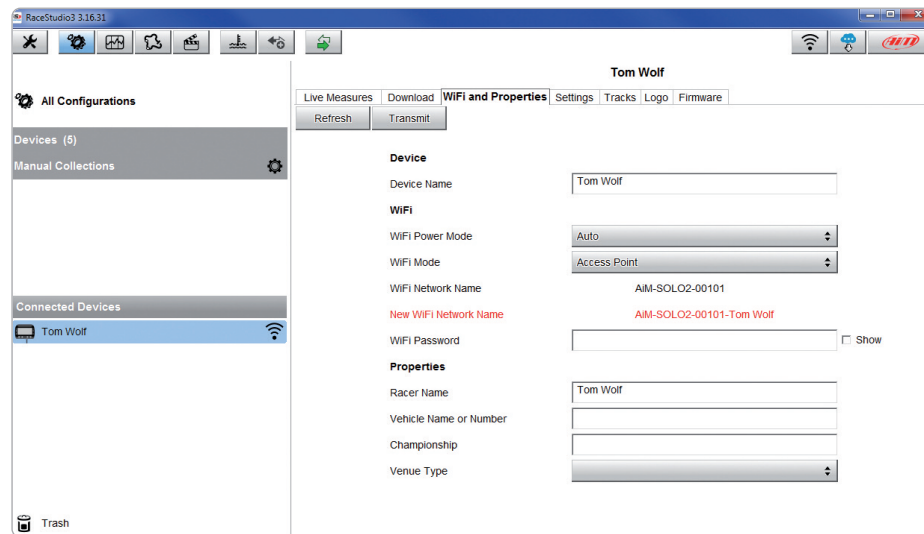 RaceStudio3 3.16.31
AiM
Tom Wolf
All Configurations
Live Measures Download WiFi and Properties Settings Tracks Logo Firmware
Refresh Transmit
Devices (5)
Manual Collections
Device
Device Name Tom Wolf
WiFi
WiFi Power Mode Auto
WiFi Mode Access Point
WiFi Network Name AiM-SOLO2-00101
Connected Devices
New WiFi Network Name AiM-SOLO2-00101-Tom Wolf
Tom Wolf
WiFi Password Show
Properties
Racer Name Tom Wolf
Vehicle Name or Number
Championship
Venue Type
Trash